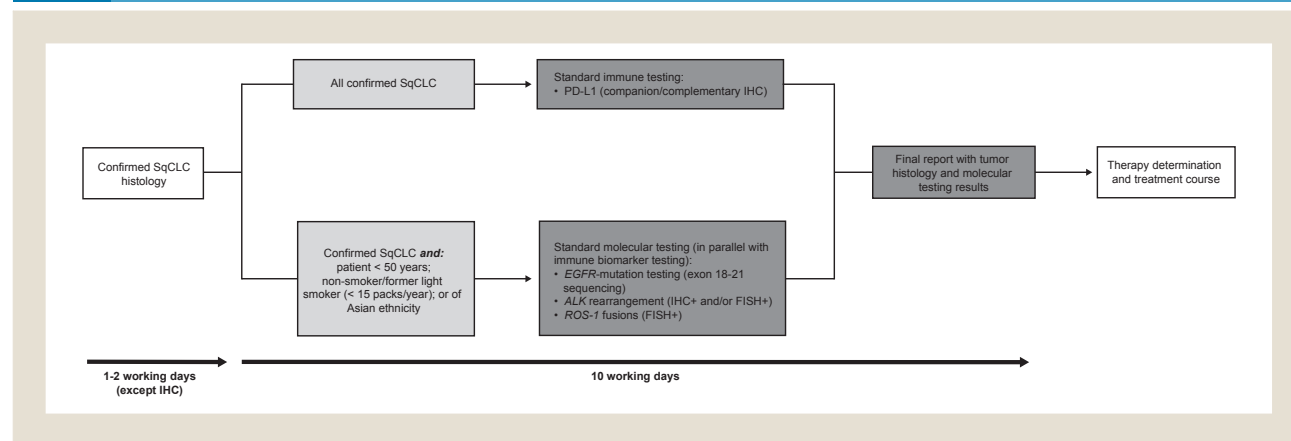 All confirmed SqCLC
Standard immune testing:
• PD-L1 (companion/complementary IHC)
Confirmed SqCLC
histology
Final report with tumor
histology and molecular
testing results
Therapy determination
and treatment course
Confirmed SqCLC and:
patient < 50 years;
non-smoker/former light
smoker (< 15 packs/year); or of
Asian ethnicity
Standard molecular testing (in parallel with
immune biomarker testing):
• EGFR-mutation testing (exon 18-21
sequencing)
• ALK rearrangement (IHC+ and/or FISH+)
• ROS-1 fusions (FISH+)
1-2 working days
(except IHC)
10 working days